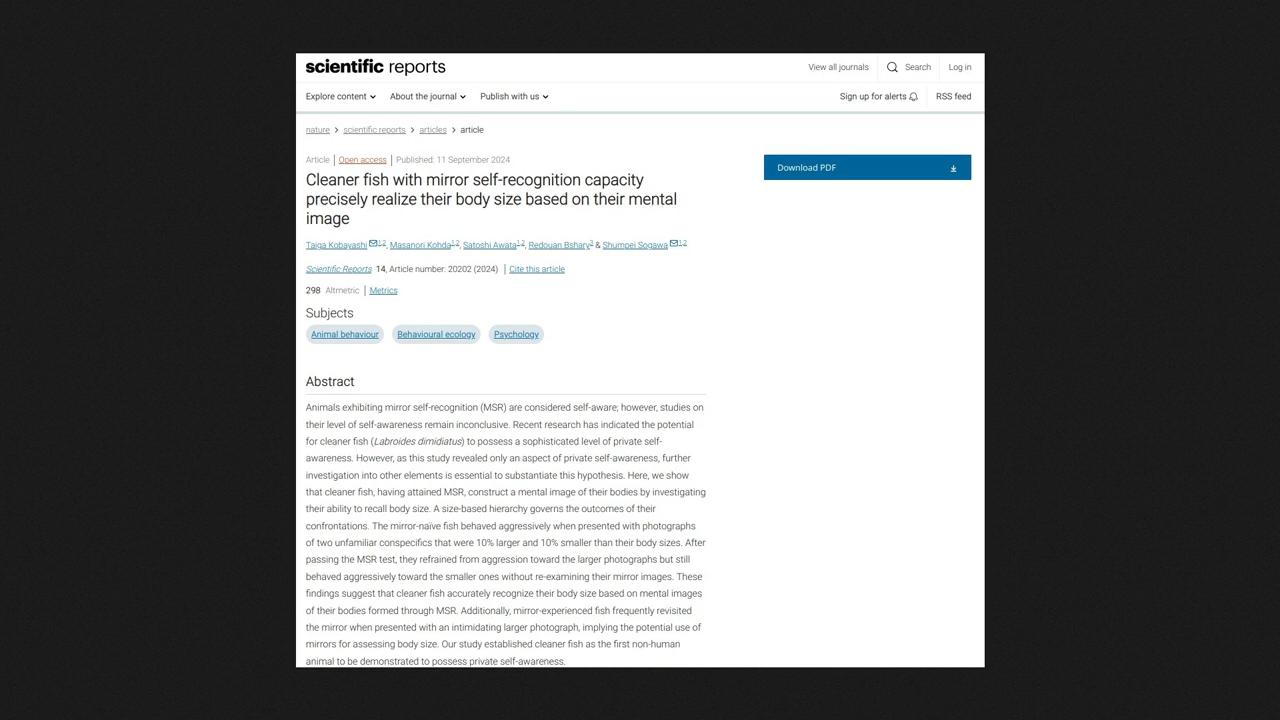 scientific reports
View all journals
Search
Log in
Explore content
About the journal
Publish with us
Sign up for alerts
RSS feed
nature > scientific reports > articles > article
Article | Open access | Published: 11 September 2024
Download PDF
Cleaner fish with mirror self-recognition capacity
precisely realize their body size based on their mental
image
Taiga Kobayashi 1,2, Masanori Kohda1,2, Satoshi Awata1,2, Redouan Bshary3 & Shumpei Sogawa 1,2
Scientific Reports 14, Article number: 20202 (2024) | Cite this article
298 Altmetric | Metrics
Subjects
Animal behaviour
Behavioural ecology
Psychology
Abstract
Animals exhibiting mirror self-recognition (MSR) are considered self-aware; however, studies on
their level of self-awareness remain inconclusive. Recent research has indicated the potential
for cleaner fish (Labroides dimidiatus) to possess a sophisticated level of private self-
awareness. However, as this study revealed only an aspect of private self-awareness, further
investigation into other elements is essential to substantiate this hypothesis. Here, we show
that cleaner fish, having attained MSR, construct a mental image of their bodies by investigating
their ability to recall body size. A size-based hierarchy governs the outcomes of their
confrontations. The mirror-naïve fish behaved aggressively when presented with photographs
of two unfamiliar conspecifics that were 10% larger and 10% smaller than their body sizes. After
passing the MSR test, they refrained from aggression toward the larger photographs but still
behaved aggressively toward the smaller ones without re-examining their mirror images. These
findings suggest that cleaner fish accurately recognize their body size based on mental images
of their bodies formed through MSR. Additionally, mirror-experienced fish frequently revisited
the mirror when presented with an intimidating larger photograph, implying the potential use of
mirrors for assessing body size. Our study established cleaner fish as the first non-human
animal to be demonstrated to possess private self-awareness.